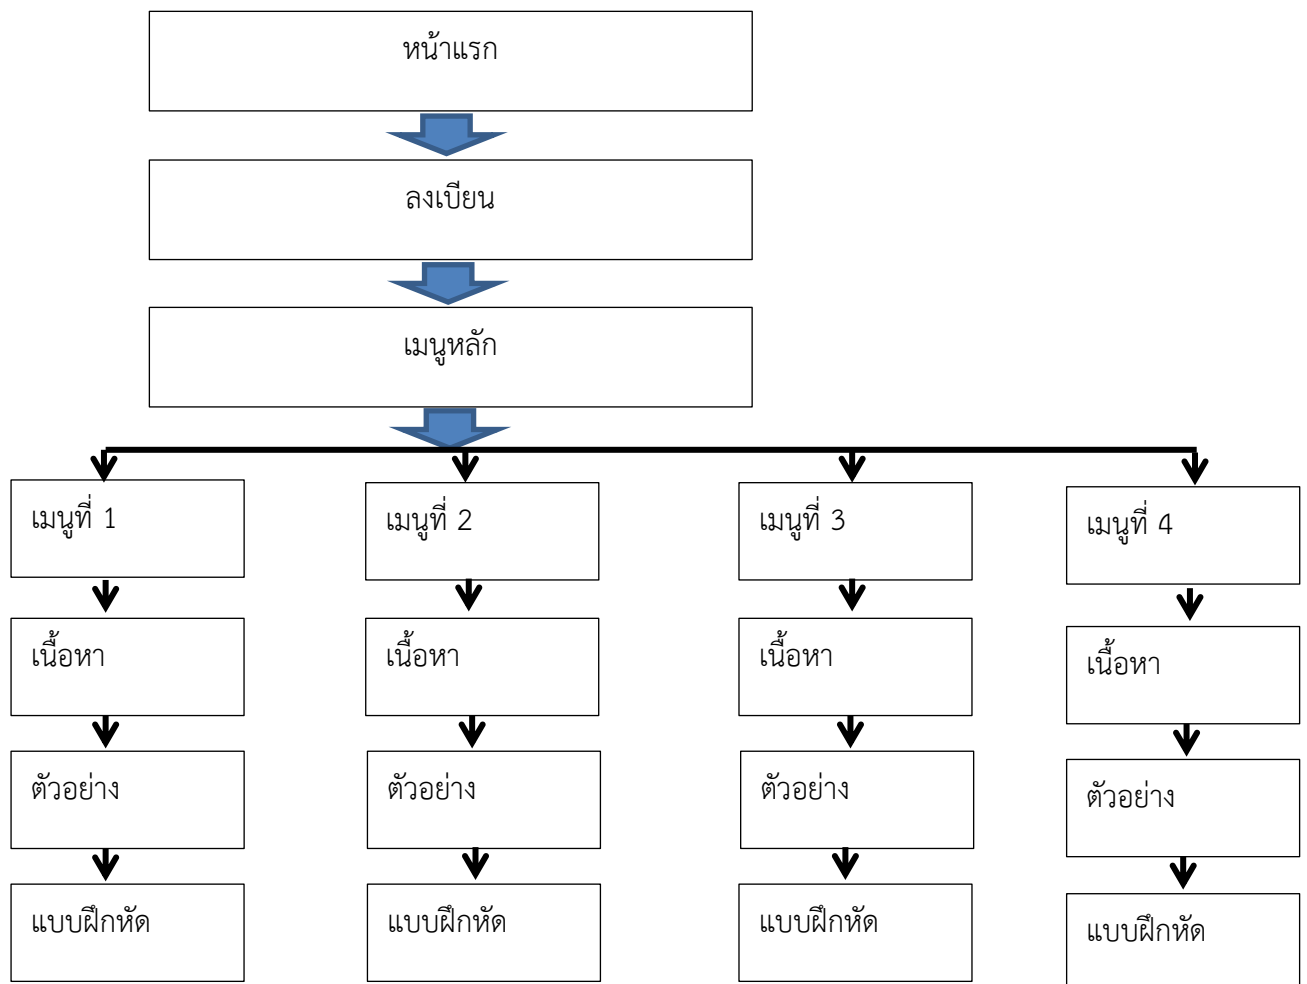 หน้าแรก
ลงเบียน
เมนูหลัก
เมนูที่ 1
เมนูที่ 2
เมนูที่ 3
เมนูที่ 4
เนื้อหา
เนื้อหา
เนื้อหา
เนื้อหา
ตัวอย่าง
ตัวอย่าง
ตัวอย่าง
ตัวอย่าง
แบบฝึกหัด
แบบฝึกหัด
แบบฝึกหัด
แบบฝึกหัด